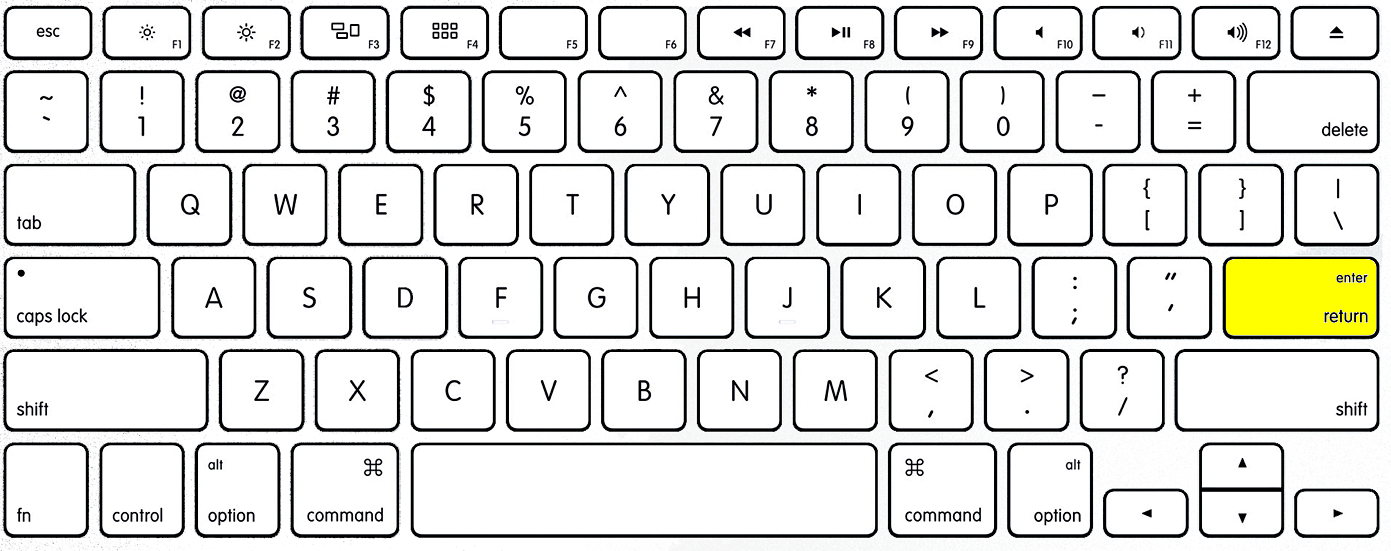 esc F1 F2 F3 F4 F5 F6 F7 F8 F9 F10 F11 F12
~ ! @ # $ % ^ & * ( ) – +
` 1 2 3 4 5 6 7 8 9 0 - = delete
Q W E R T Y U I O P { } |
tab [ ] \
A S D F G H J K L : " enter
caps lock ; ' return
Z X C V B N M < > ?
shift , . / shift
alt ⌘ ⌘ alt
fn control option command command option